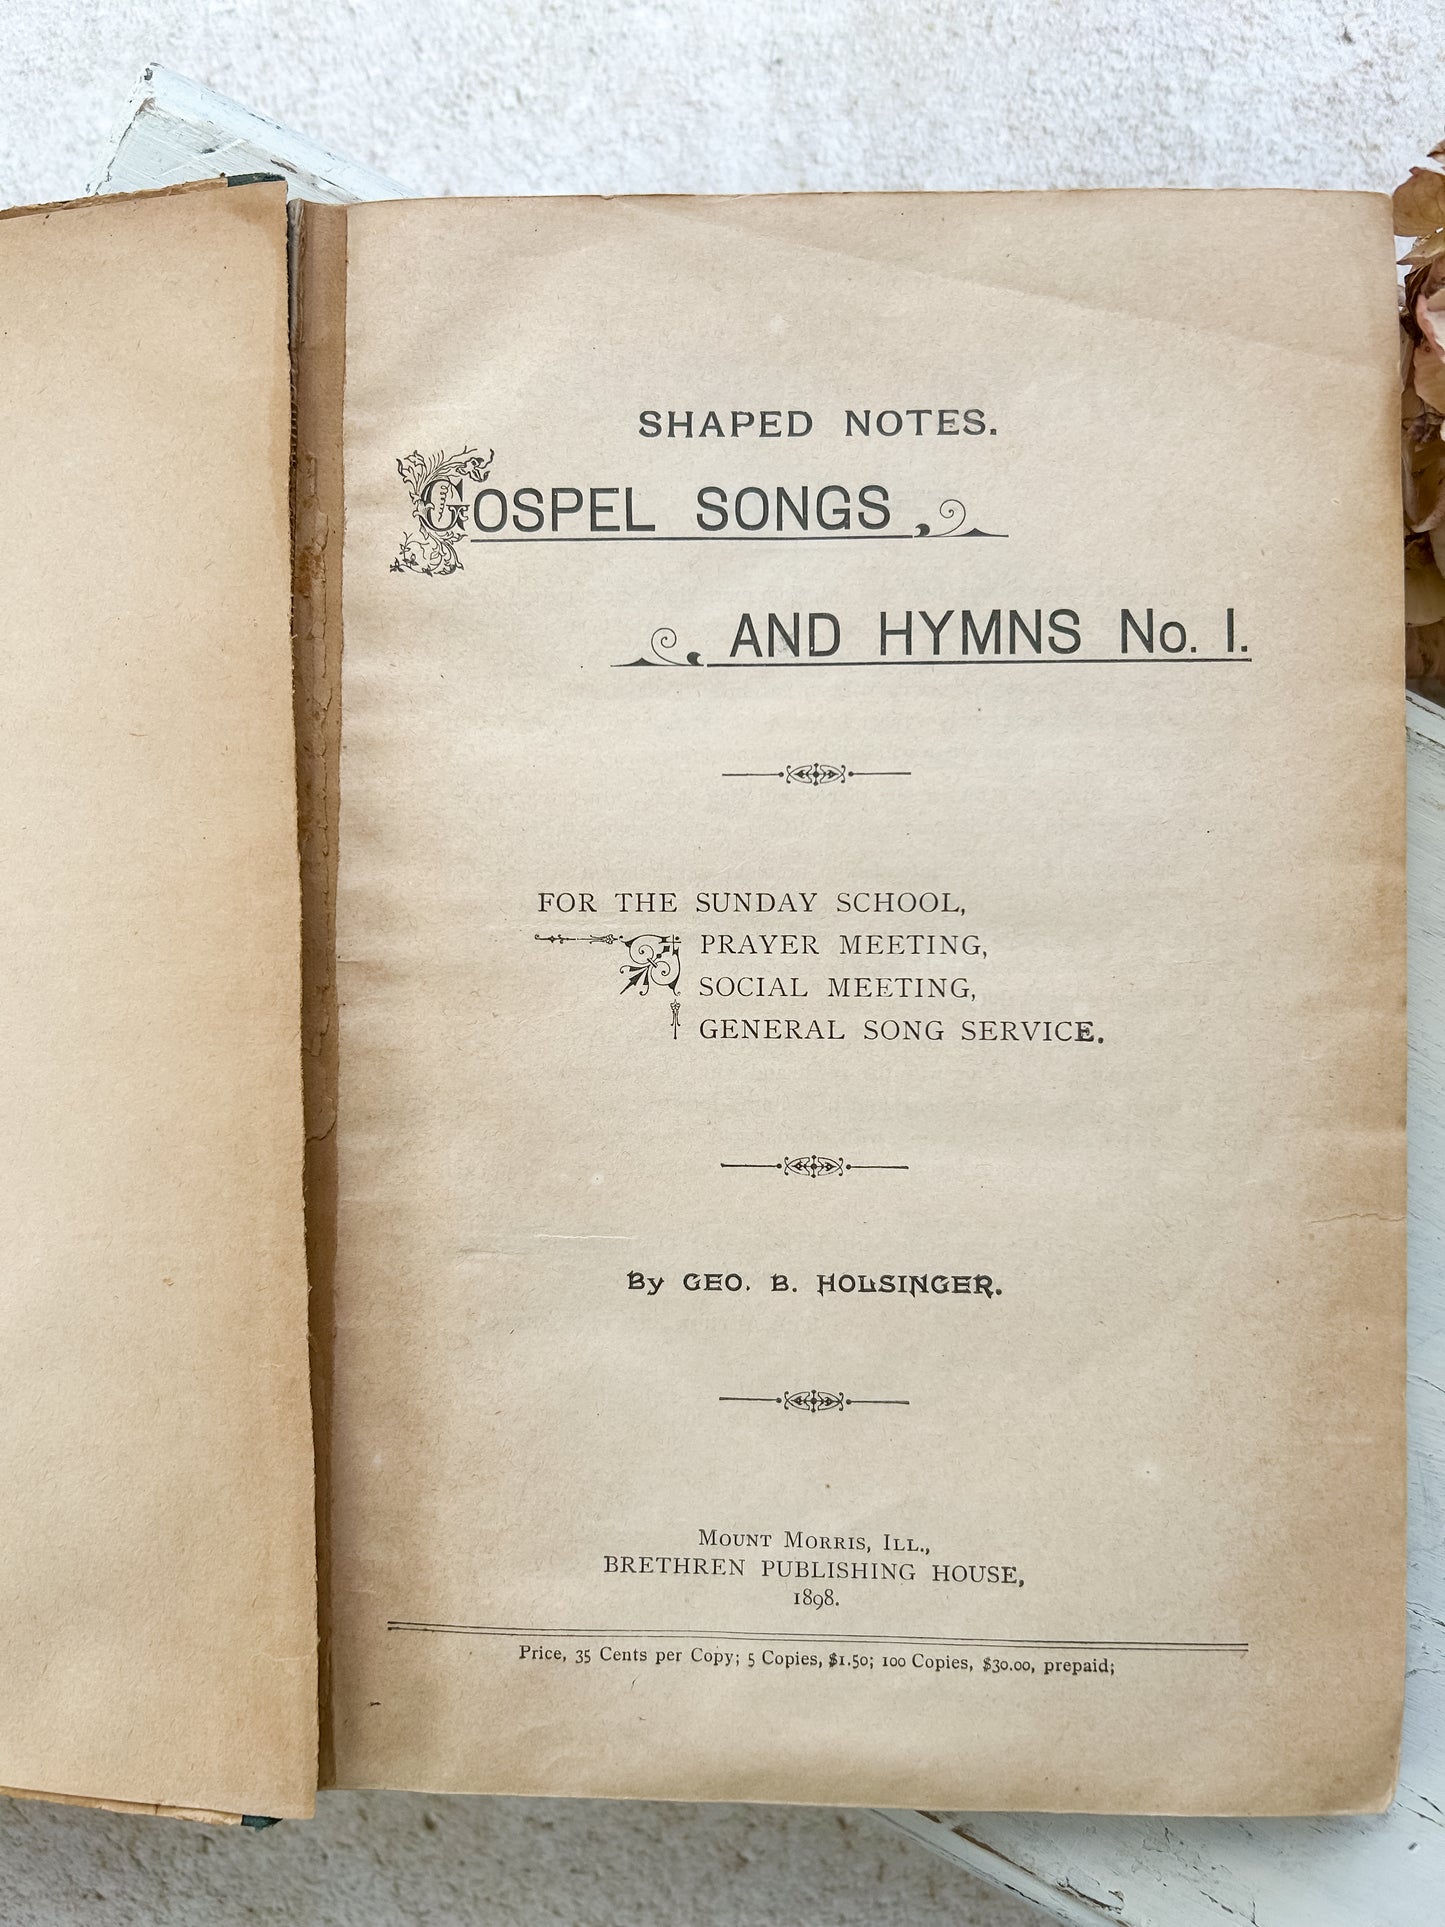 SHAPED NOTES.
GOSPEL SONGS
AND HYMNS No. 1.
FOR THE SUNDAY SCHOOL,
PRAYER MEETING,
SOCIAL MEETING,
GENERAL SONG SERVICE.
By GEO. B. HOLSINGER.
MOUNT MORRIS, ILL.,
BRETHREN PUBLISHING HOUSE,
1898.
Price, 35 Cents per Copy; 5 Copies, $1.50; 100 Copies, $30.00, prepaid;